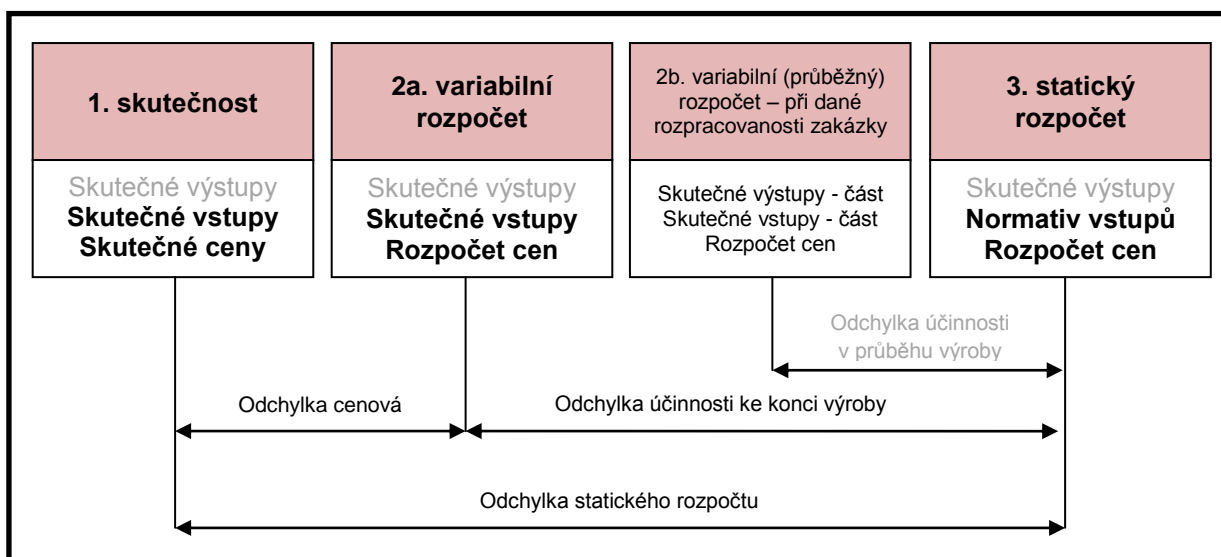 1. skutečnost
2a. variabilní
rozpočet
2b. variabilní (průběžný)
rozpočet – při dané
rozpracovanosti zakázky
3. statický
rozpočet
Skutečné výstupy
Skutečné vstupy
Skutečné ceny
Skutečné výstupy
Skutečné vstupy
Rozpočet cen
Skutečné výstupy - část
Skutečné vstupy - část
Rozpočet cen
Skutečné výstupy
Normativ vstupů
Rozpočet cen
Odchylka účinnosti
v průběhu výroby
Odchylka cenová
Odchylka účinnosti ke konci výroby
Odchylka statického rozpočtu